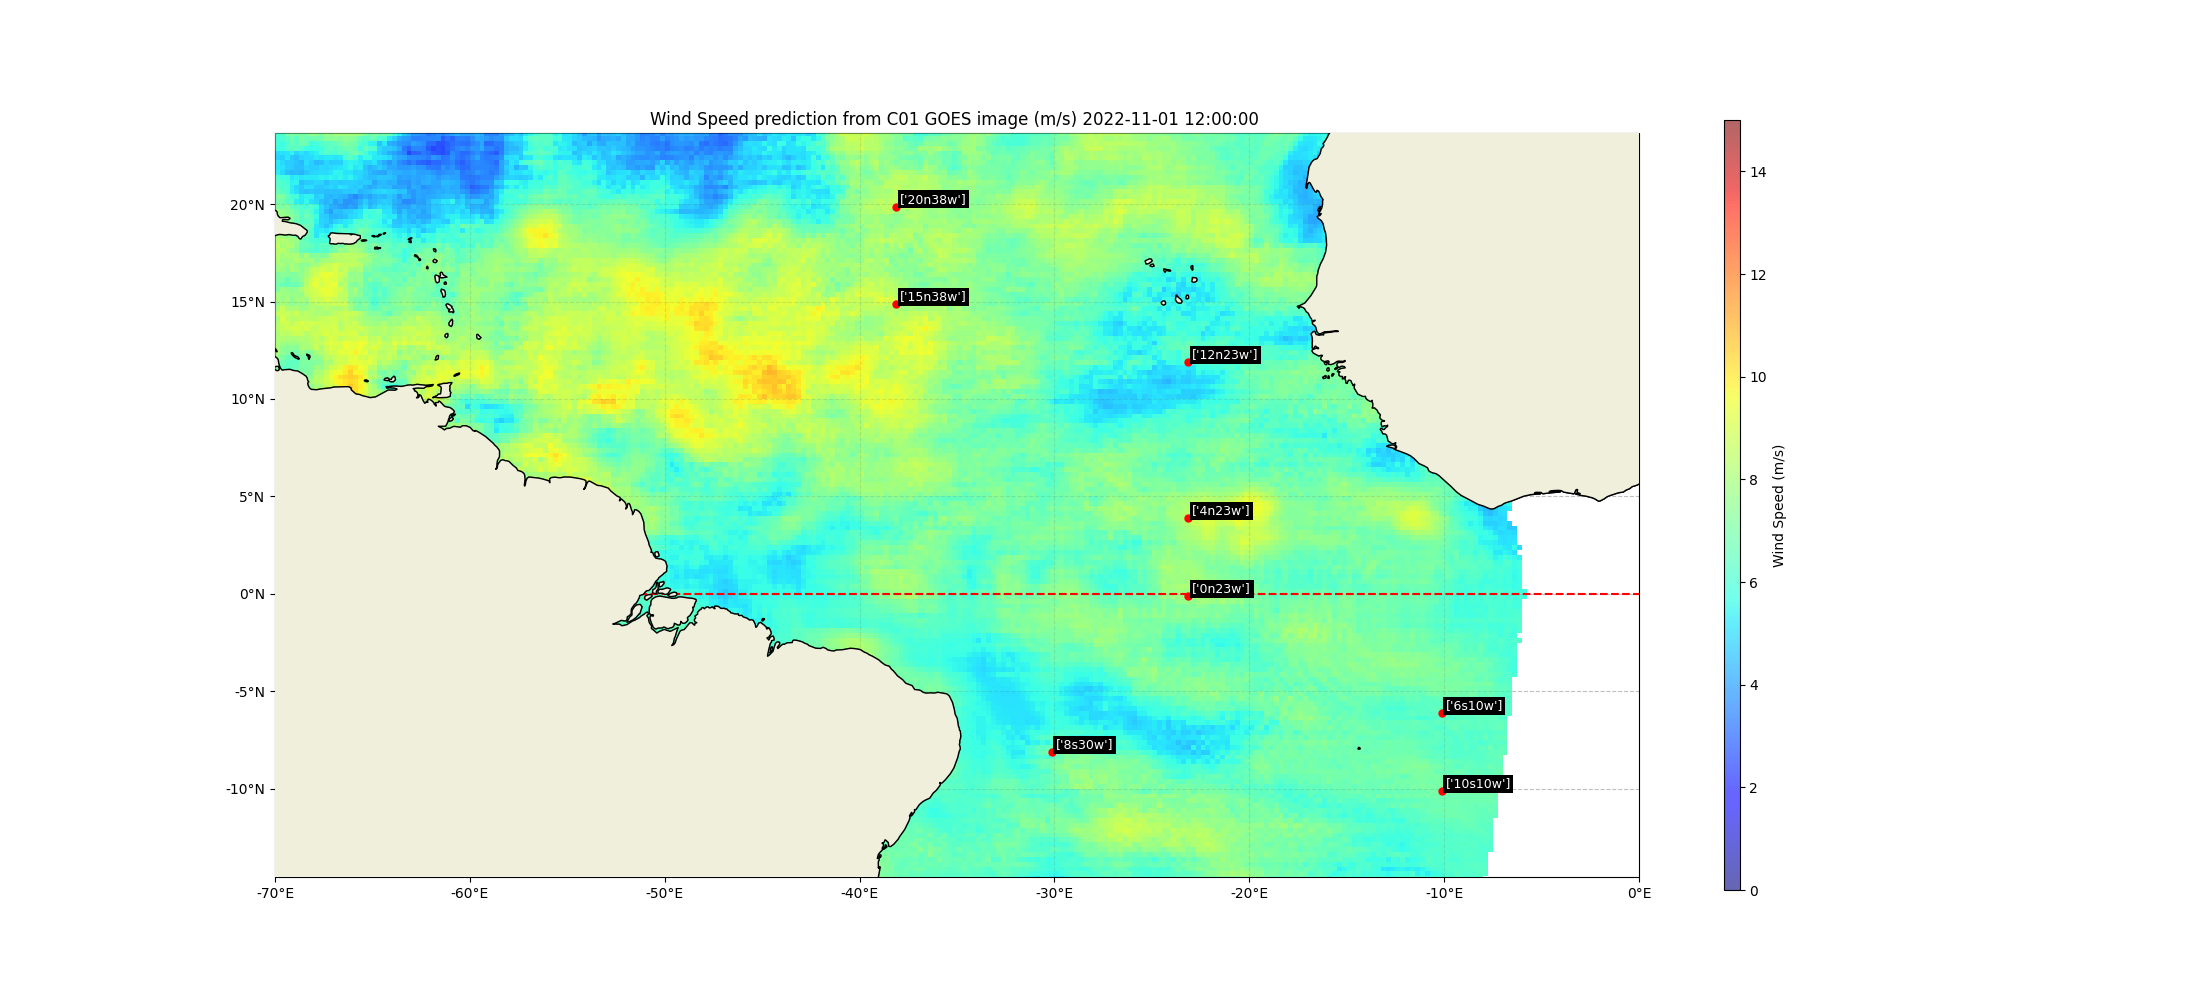 Wind Speed prediction from C01 GOES image (m/s) 2022-11-01 12:00:00
20°N
15°N
10°N
5°N
0°N
-5°N
-10°N
-70°E
-60°E
-50°E
-40°E
-30°E
-20°E
-10°E
0°E
['20n38w']
['15n38w']
['12n23w']
['4n23w']
['0n23w']
['6s10w']
['8s30w']
['10s10w']
14
12
10
8
6
4
2
0
Wind Speed (m/s)